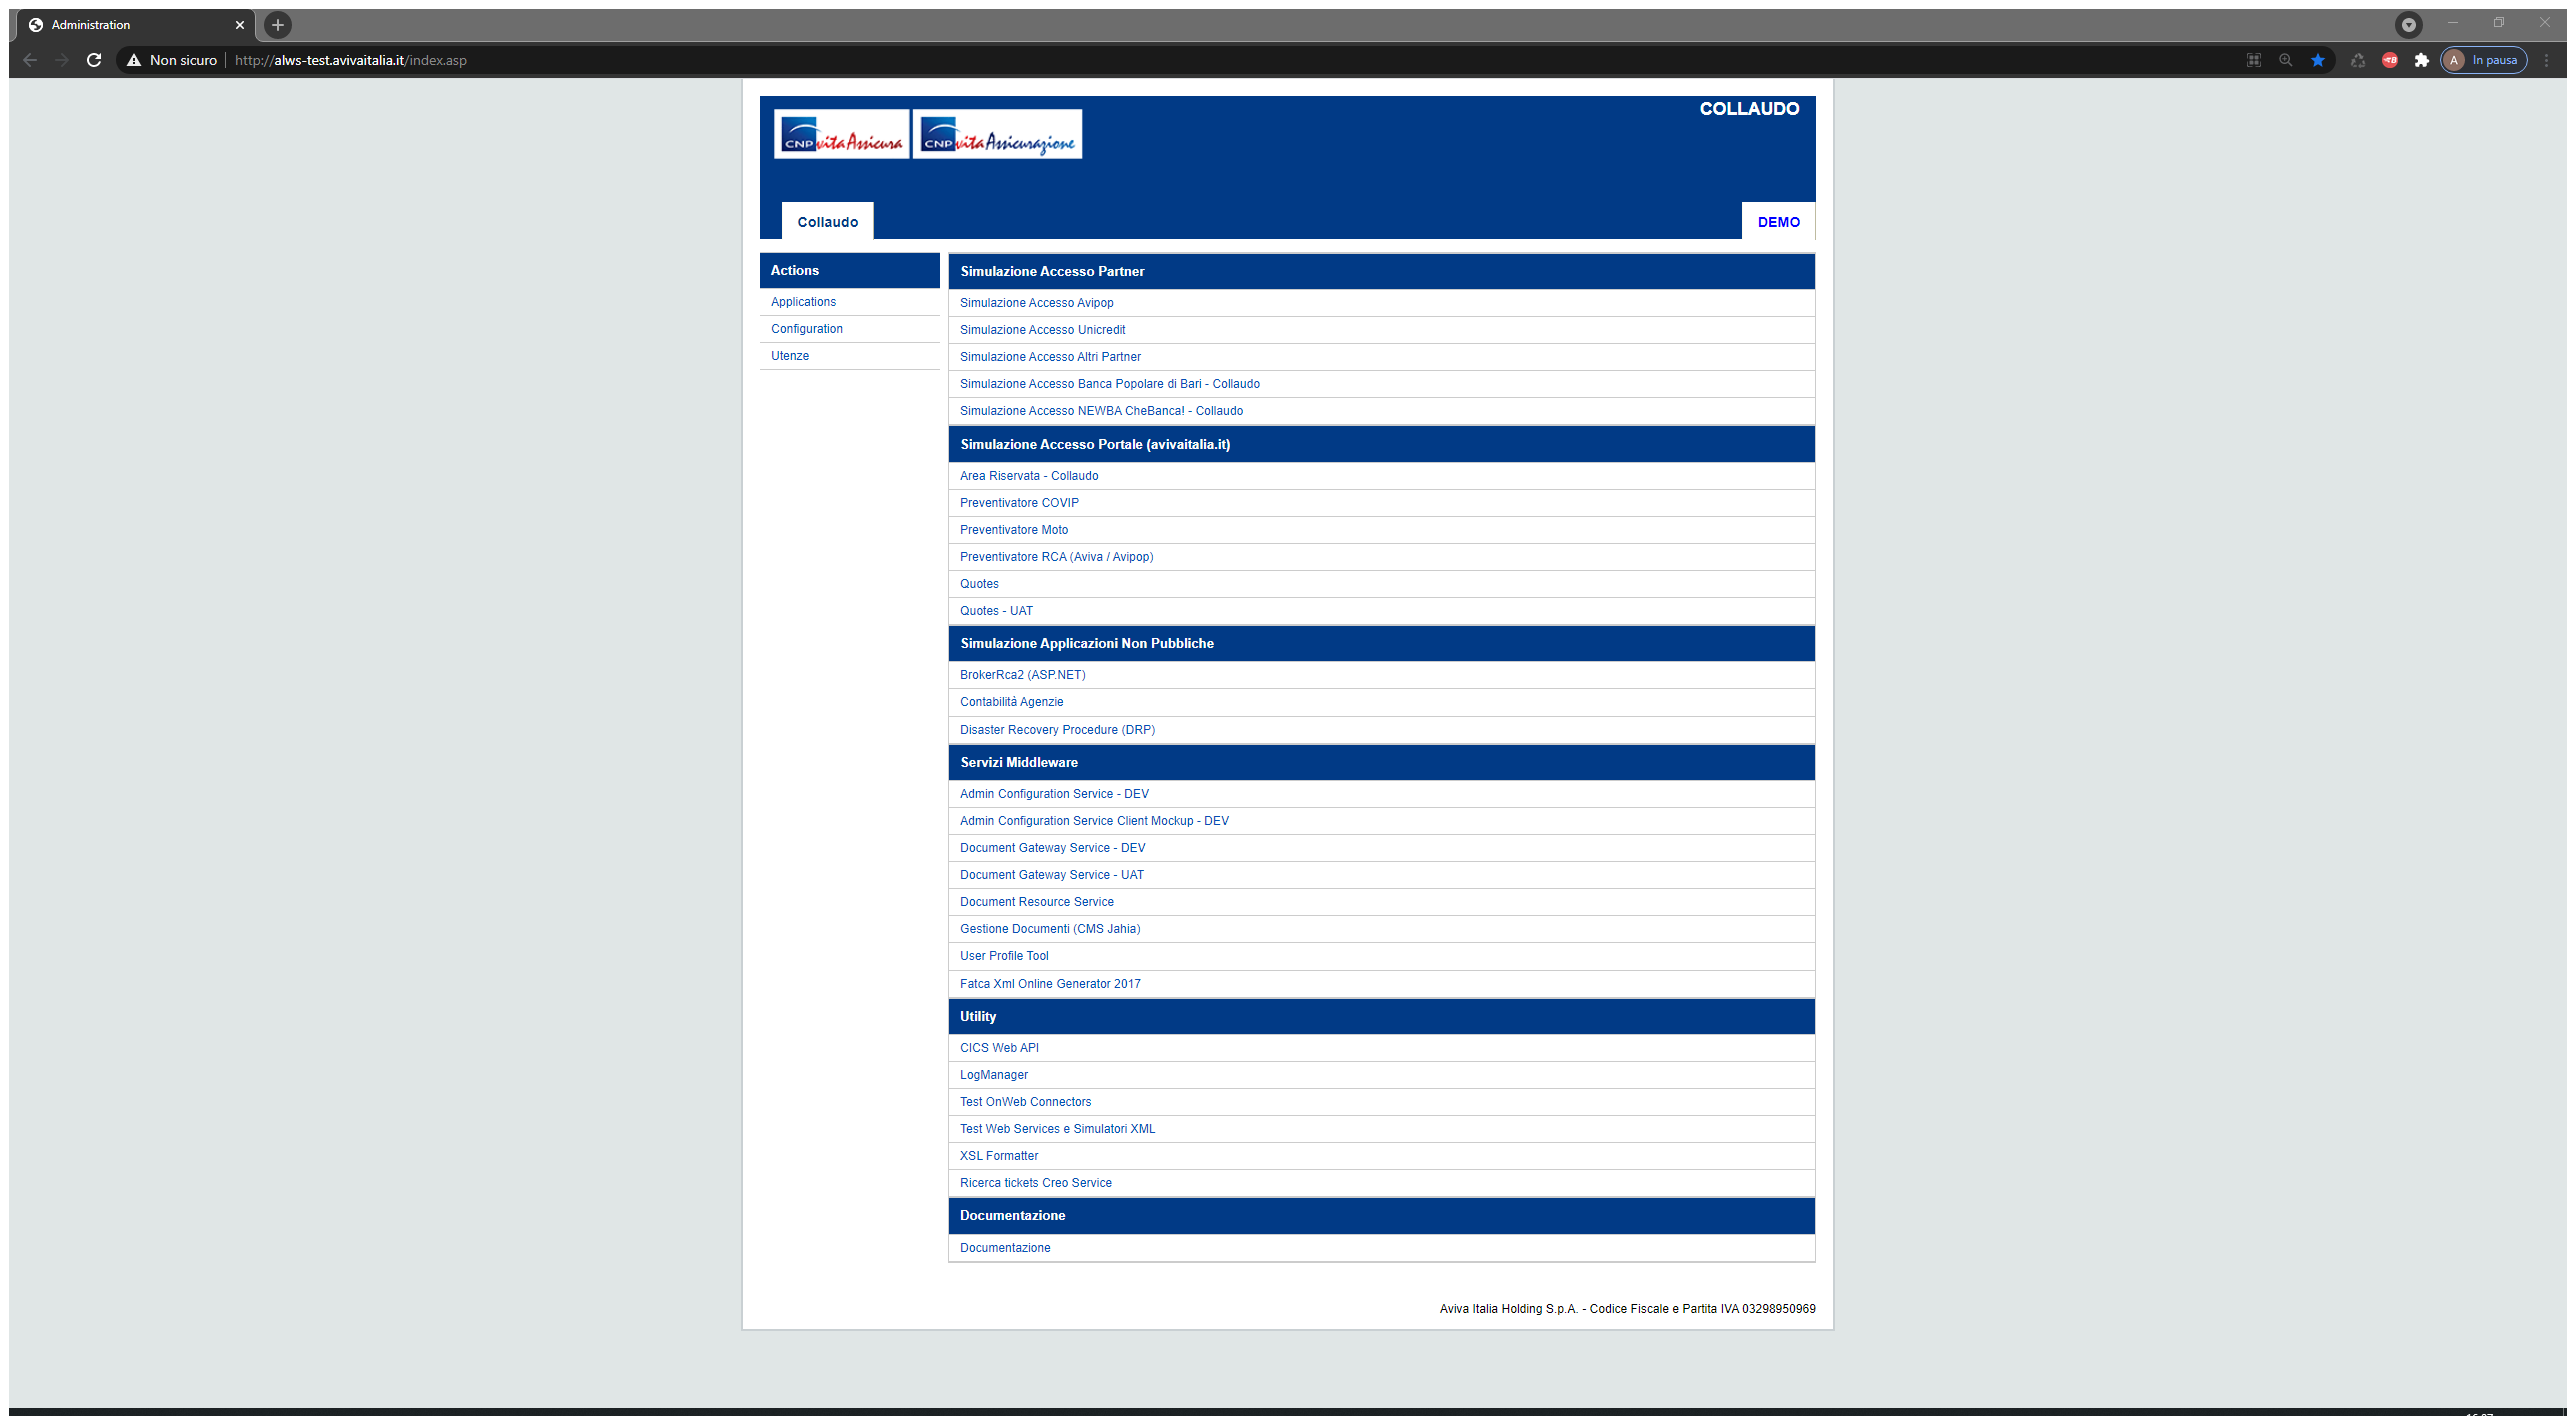 Administration
Non sicuro
http://alws-test.avivaitalia.it/index.asp
A In pausa
COLLAUDO
CNP vitaAssicura
CNP vitaAssicurazione
Collaudo
DEMO
Actions
Applications
Configuration
Utenze
Simulazione Accesso Partner
Simulazione Accesso Avipop
Simulazione Accesso Unicredit
Simulazione Accesso Altri Partner
Simulazione Accesso Banca Popolare di Bari - Collaudo
Simulazione Accesso NEWBA CheBanca! - Collaudo
Simulazione Accesso Portale (avivaitalia.it)
Area Riservata - Collaudo
Preventivatore COVIP
Preventivatore Moto
Preventivatore RCA (Aviva / Avipop)
Quotes
Quotes - UAT
Simulazione Applicazioni Non Pubbliche
BrokerRca2 (ASP.NET)
Contabilità Agenzie
Disaster Recovery Procedure (DRP)
Servizi Middleware
Admin Configuration Service - DEV
Admin Configuration Service Client Mockup - DEV
Document Gateway Service - DEV
Document Gateway Service - UAT
Document Resource Service
Gestione Documenti (CMS Jahia)
User Profile Tool
Fatca Xml Online Generator 2017
Utility
CICS Web API
LogManager
Test OnWeb Connectors
Test Web Services e Simulatori XML
XSL Formatter
Ricerca tickets Creo Service
Documentazione
Documentazione
Aviva Italia Holding S.p.A. - Codice Fiscale e Partita IVA 03298950969